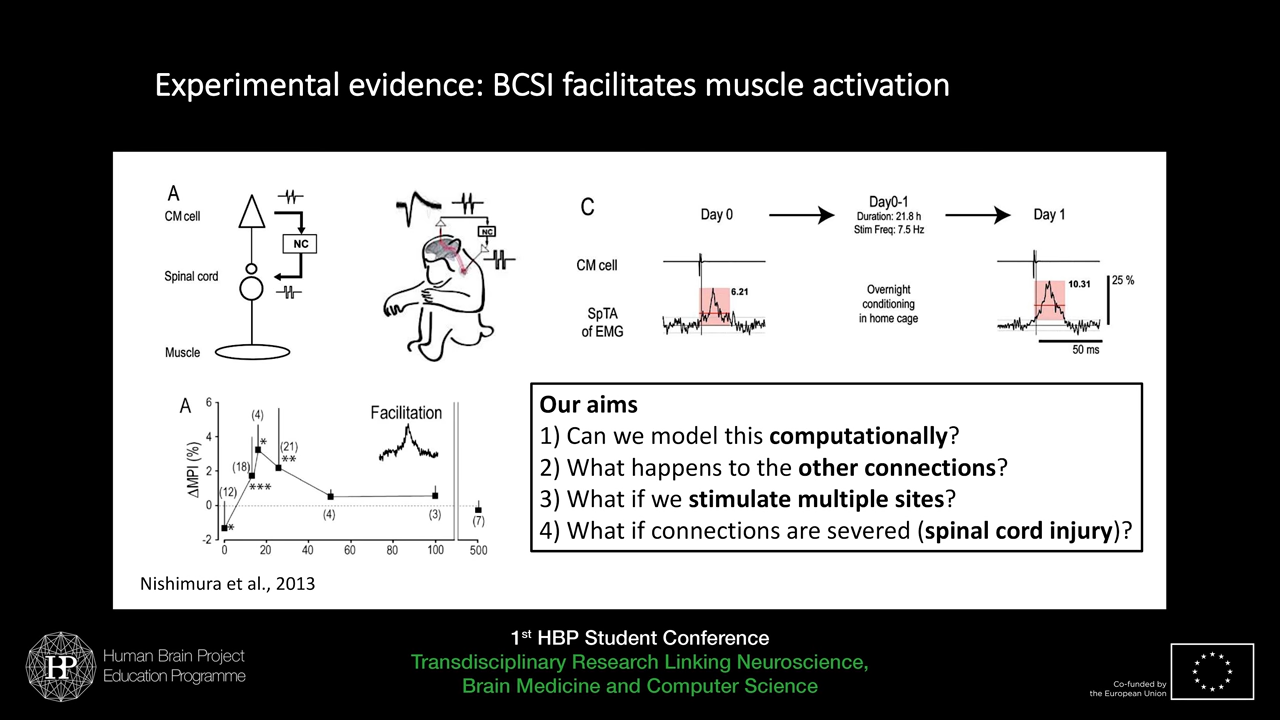 Experimental evidence: BCSI facilitates muscle activation
A
CM cell
NC
Spinal cord
Muscle
NC
C
Day 0
Day0-1
Duration: 21.8 h
Stim Freq: 7.5 Hz
Day 1
CM cell
6.21
10.31
25 %
SpTA
of EMG
Overnight
conditioning
in home cage
50 ms
A
ΔMPI (%)
6
4
2
0
-2
(12)
*
(18)
***
(4)
*
(21)
**
(4)
(3)
(7)
Facilitation
0 20 40 60 80 100 500
Our aims
1) Can we model this computationally?
2) What happens to the other connections?
3) What if we stimulate multiple sites?
4) What if connections are severed (spinal cord injury)?
Nishimura et al., 2013
HP
Human Brain Project
Education Programme
1st HBP Student Conference
Transdisciplinary Research Linking Neuroscience,
Brain Medicine and Computer Science
Co-funded by
the European Union